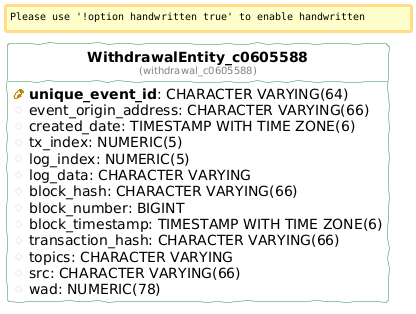 Please use '!option handwritten true' to enable handwritten
WithdrawalEntity_c0605588
(withdrawal_c0605588)
unique_event_id: CHARACTER VARYING(64)
event_origin_address: CHARACTER VARYING(66)
created_date: TIMESTAMP WITH TIME ZONE(6)
tx_index: NUMERIC(5)
log_index: NUMERIC(5)
log_data: CHARACTER VARYING
block_hash: CHARACTER VARYING(66)
block_number: BIGINT
block_timestamp: TIMESTAMP WITH TIME ZONE(6)
transaction_hash: CHARACTER VARYING(66)
topics: CHARACTER VARYING
src: CHARACTER VARYING(66)
wad: NUMERIC(78)